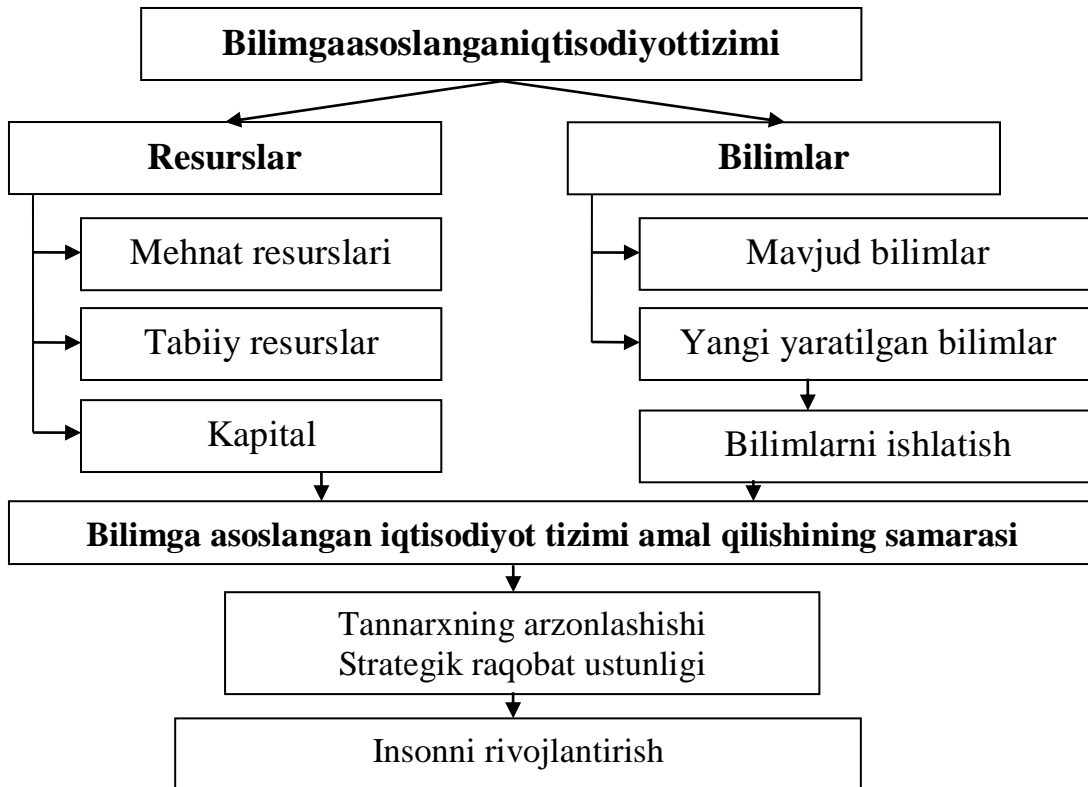 Bilimgaasoslanganiqtisodiyottizimi
Resurslar
Mehnat resurslari
Tabiiy resurslar
Kapital
Bilimlar
Mavjud bilimlar
Yangi yaratilgan bilimlar
Bilimlarni ishlatish
Bilimga asoslangan iqtisodiyot tizimi amal qilishining samarasi
Tannarxning arzonlashishi
Strategik raqobat ustunligi
Insonni rivojlantirish